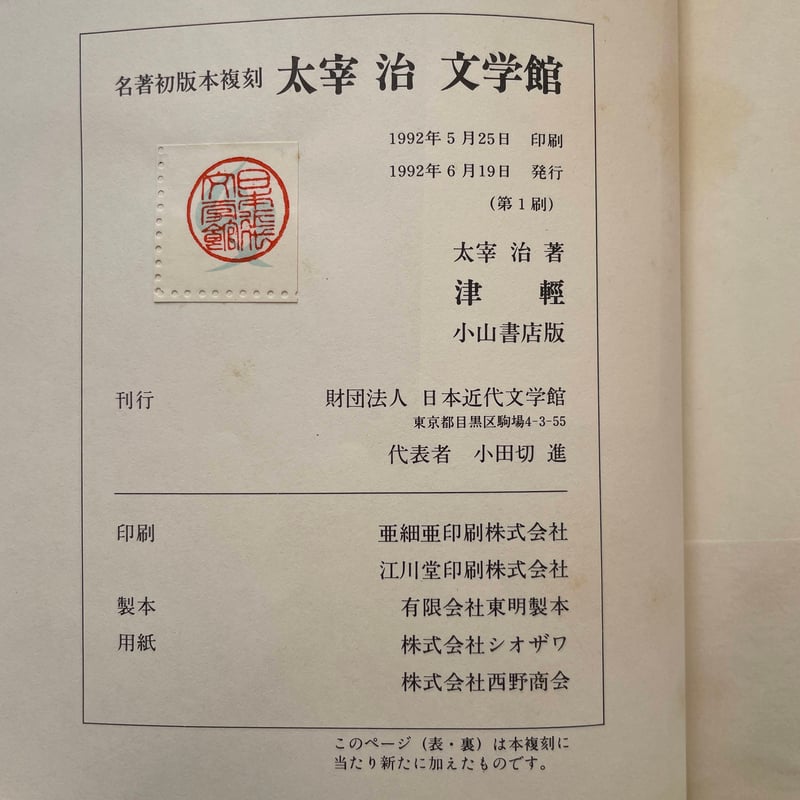 名著初版本複刻 太宰 治 文学館
1992年5月25日 印刷
1992年6月19日 発行
(第1刷)
太宰 治 著
津 輕
小山書店版
刊行 財団法人 日本近代文学館
東京都目黒区駒場4-3-55
代表者 小田切 進
印刷 亜細亜印刷株式会社
江川堂印刷株式会社
製本 有限会社東明製本
用紙 株式会社シオザワ
株式会社西野商会
このページ（表・裏）は本複刻に
当たり新たに加えたものです。